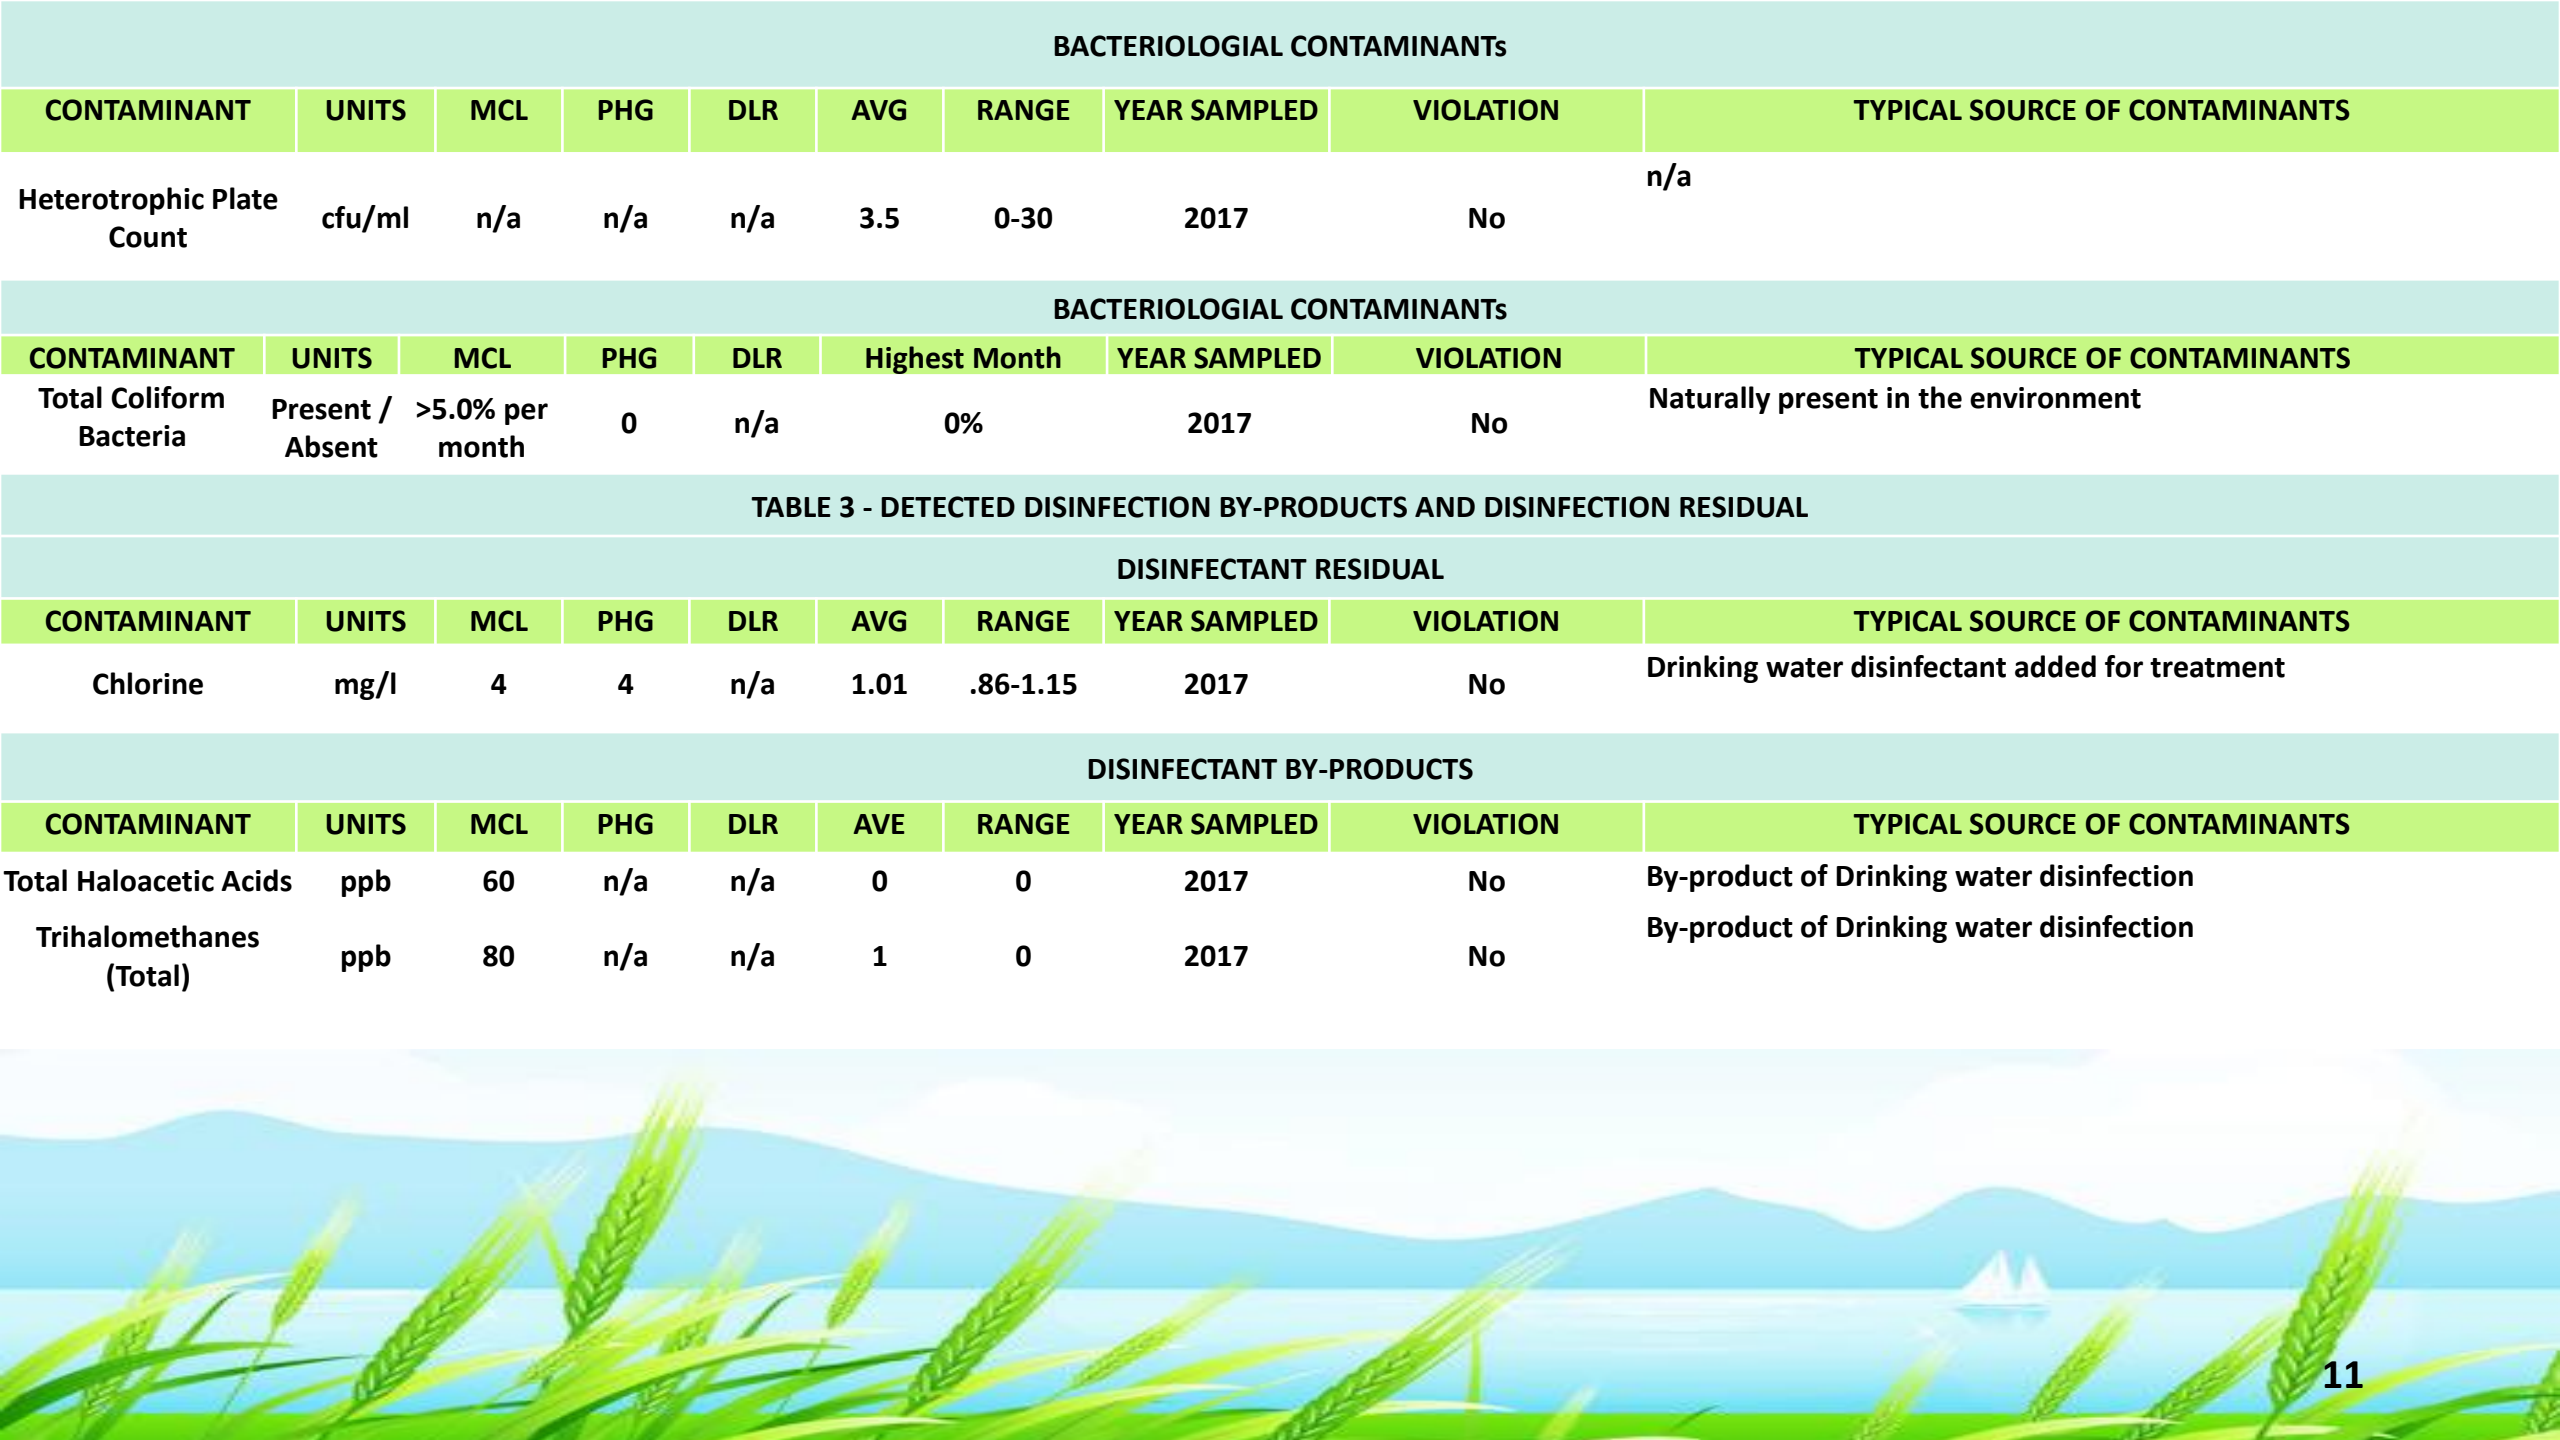 BACTERIOLOGIAL CONTAMINANTs
CONTAMINANT UNITS MCL PHG DLR AVG RANGE YEAR SAMPLED VIOLATION TYPICAL SOURCE OF CONTAMINANTS
Heterotrophic Plate Count cfu/ml n/a n/a n/a 3.5 0-30 2017 No n/a
BACTERIOLOGIAL CONTAMINANTs
CONTAMINANT UNITS MCL PHG DLR Highest Month YEAR SAMPLED VIOLATION TYPICAL SOURCE OF CONTAMINANTS
Total Coliform Bacteria Present / Absent >5.0% per month 0 n/a 0% 2017 No Naturally present in the environment
TABLE 3 - DETECTED DISINFECTION BY-PRODUCTS AND DISINFECTION RESIDUAL
DISINFECTANT RESIDUAL
CONTAMINANT UNITS MCL PHG DLR AVG RANGE YEAR SAMPLED VIOLATION TYPICAL SOURCE OF CONTAMINANTS
Chlorine mg/l 4 4 n/a 1.01 .86-1.15 2017 No Drinking water disinfectant added for treatment
DISINFECTANT BY-PRODUCTS
CONTAMINANT UNITS MCL PHG DLR AVE RANGE YEAR SAMPLED VIOLATION TYPICAL SOURCE OF CONTAMINANTS
Total Haloacetic Acids ppb 60 n/a n/a 0 0 2017 No By-product of Drinking water disinfection
Trihalomethanes (Total) ppb 80 n/a n/a 1 0 2017 No By-product of Drinking water disinfection
11